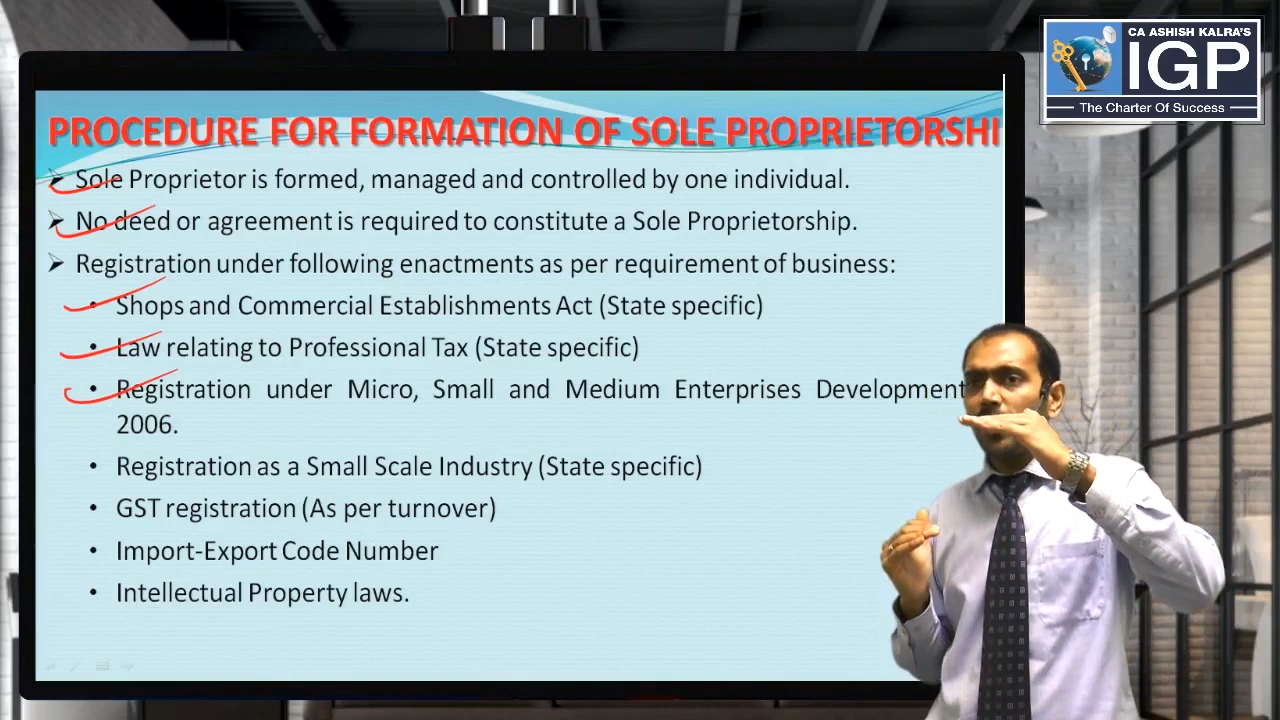 CA ASHISH KALRA'S
IGP
The Charter Of Success
PROCEDURE FOR FORMATION OF SOLE PROPRIETORSHI
Sole Proprietor is formed, managed and controlled by one individual.
No deed or agreement is required to constitute a Sole Proprietorship.
Registration under following enactments as per requirement of business:
• Shops and Commercial Establishments Act (State specific)
• Law relating to Professional Tax (State specific)
• Registration under Micro, Small and Medium Enterprises Development
2006.
• Registration as a Small Scale Industry (State specific)
• GST registration (As per turnover)
• Import-Export Code Number
• Intellectual Property laws.